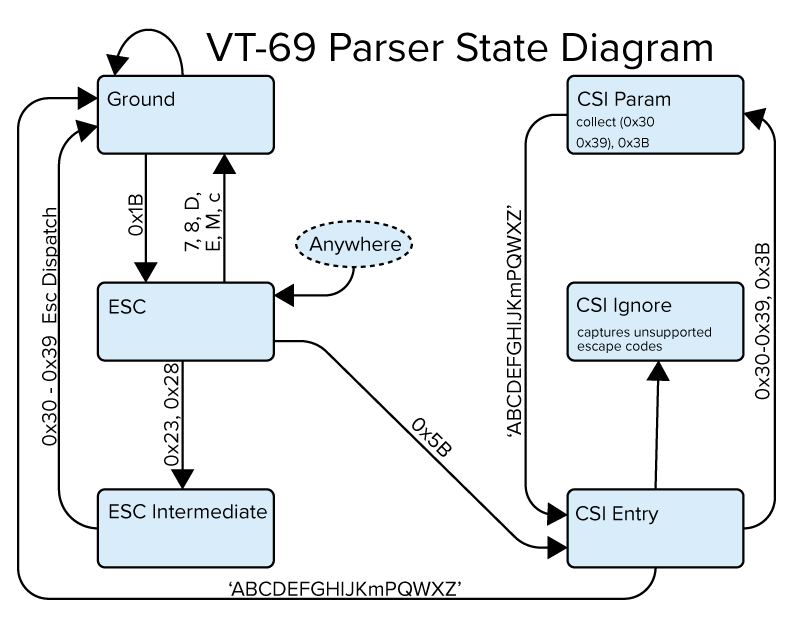 VT-69 Parser State Diagram
Ground
CSI Param
collect (0x30
0x39), 0x3B
0x1B
7, 8, D,
E, M, c
Anywhere
ESC
CSI Ignore
captures unsupported
escape codes
0x30 - 0x39  Esc Dispatch
'ABCDEFGHIJKmPQWXZ'
0x30-0x39, 0x3B
0x23, 0x28
0x5B
ESC Intermediate
CSI Entry
‘ABCDEFGHIJKmPQWXZ’